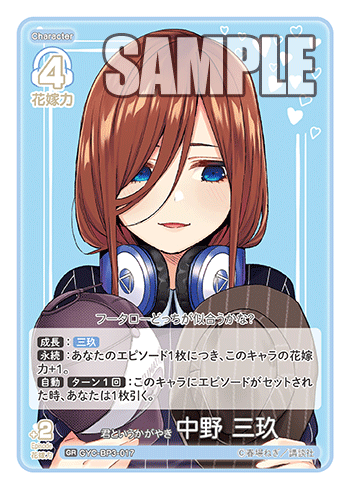 Character
SAMPLE
4
花嫁力
フータローどっちが似合うかな?
成長:三玖
永続:あなたのエピソード1枚につき、このキャラの花嫁
力+1。
自動 ターン1回:このキャラにエピソードがセットされ
た時、あなたは1枚引く。
+2
花嫁力
君というかがやき 中野 三玖
GR GYC-BP3-017
©春場ねぎ/講談社